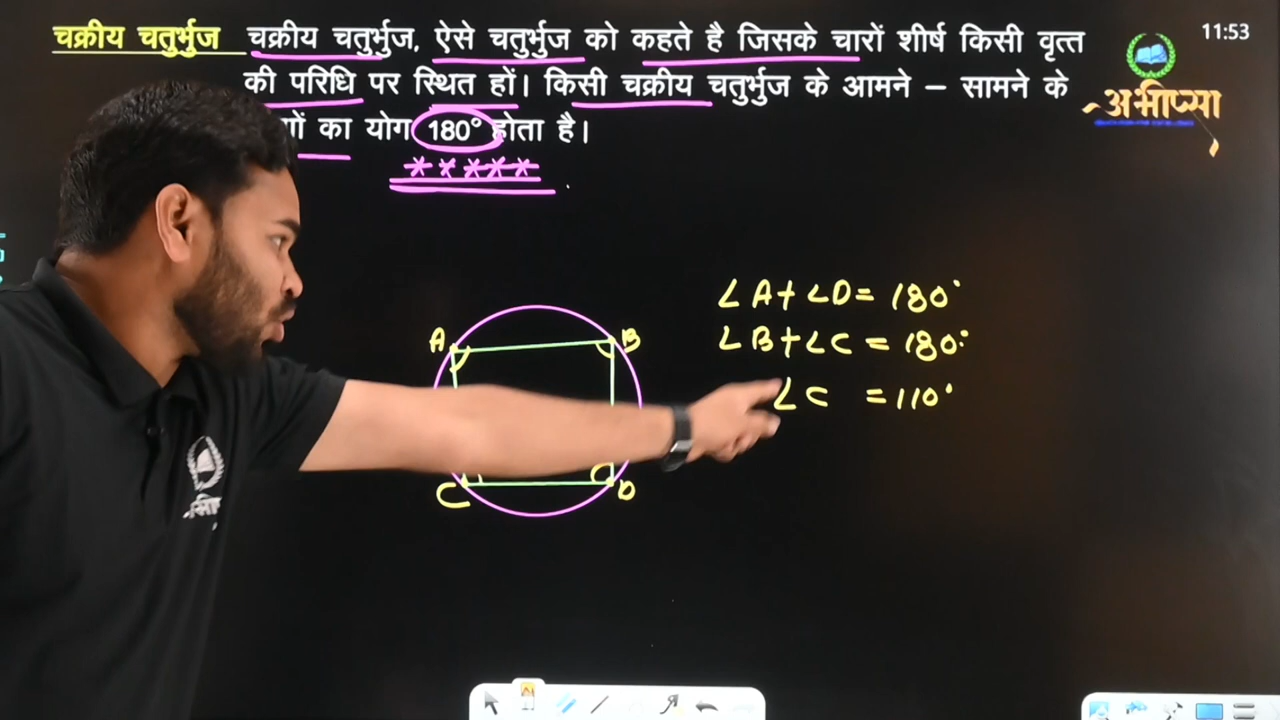 चक्रीय चतुर्भुज चक्रीय चतुर्भुज, ऐसे चतुर्भुज को कहते है जिसके चारों शीर्ष किसी वृत्त
की परिधि पर स्थित हों। किसी चक्रीय चतुर्भुज के आमने – सामने के
का योग 180° होता है।
*****
11:53
अभीप्सा
A
B
C
D
∠A+∠D= 180°
∠B+∠C = 180°
∠C = 110°